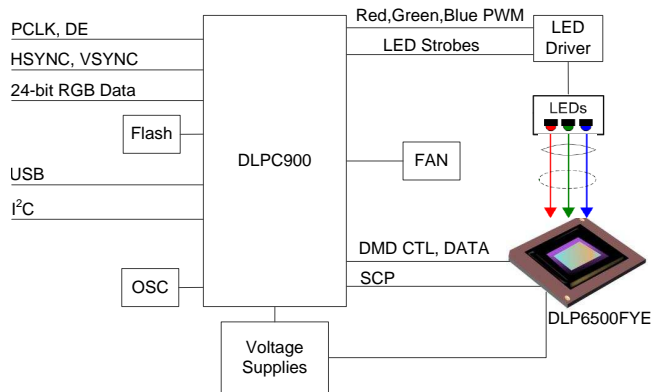 Red,Green,Blue PWM
PCLK, DE
LED
Driver
LED Strobes
HSYNC, VSYNC
24-bit RGB Data
LEDs
Flash
DLPC900
FAN
USB
I²C
DMD CTL, DATA
SCP
OSC
DLP6500FYE
Voltage
Supplies